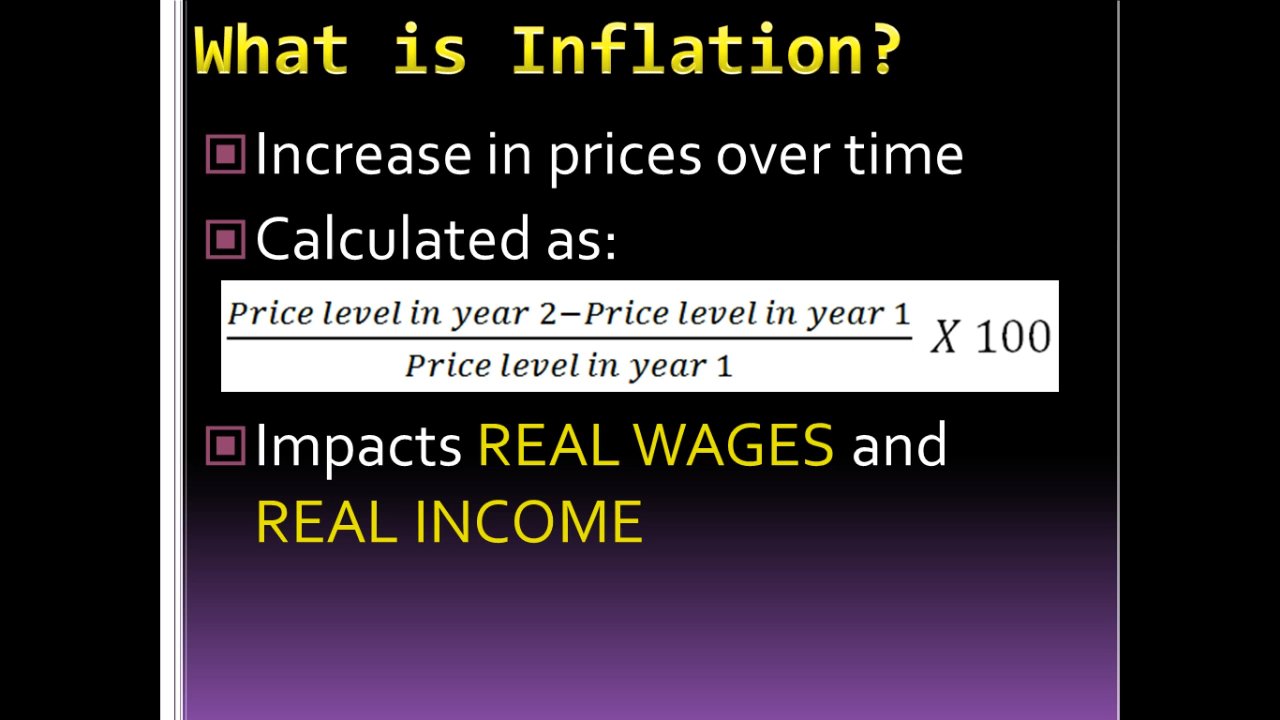 What is Inflation?
Increase in prices over time
Calculated as:
Price level in year 2−Price level in year 1
X 100
Price level in year 1
Impacts REAL WAGES and
REAL INCOME